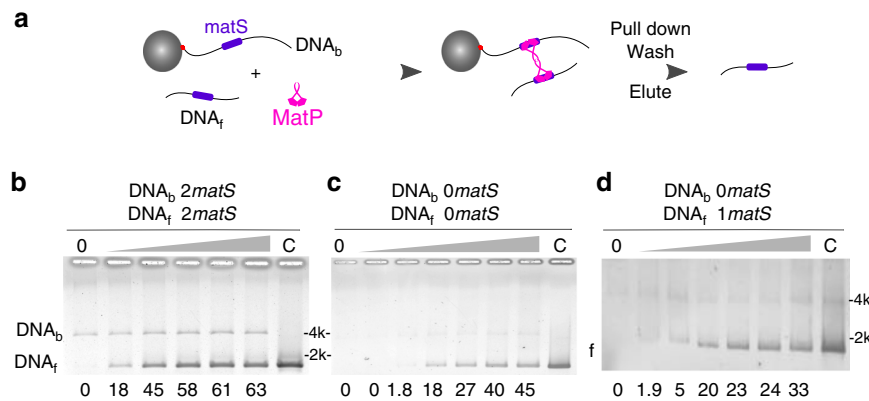 a
matS
DNAb
+
DNAf
MatP
Pull down
Wash
Elute
b
DNAb 2matS
DNAf 2matS
0 C
DNAb
DNAf
-4k-
-2k-
0 18 45 58 61 63
c
DNAb 0matS
DNAf 0matS
0 C
0 0 1.8 18 27 40 45
d
DNAb 0matS
DNAf 1matS
0 C
-4k
-2k
f
0 1.9 5 20 23 24 33